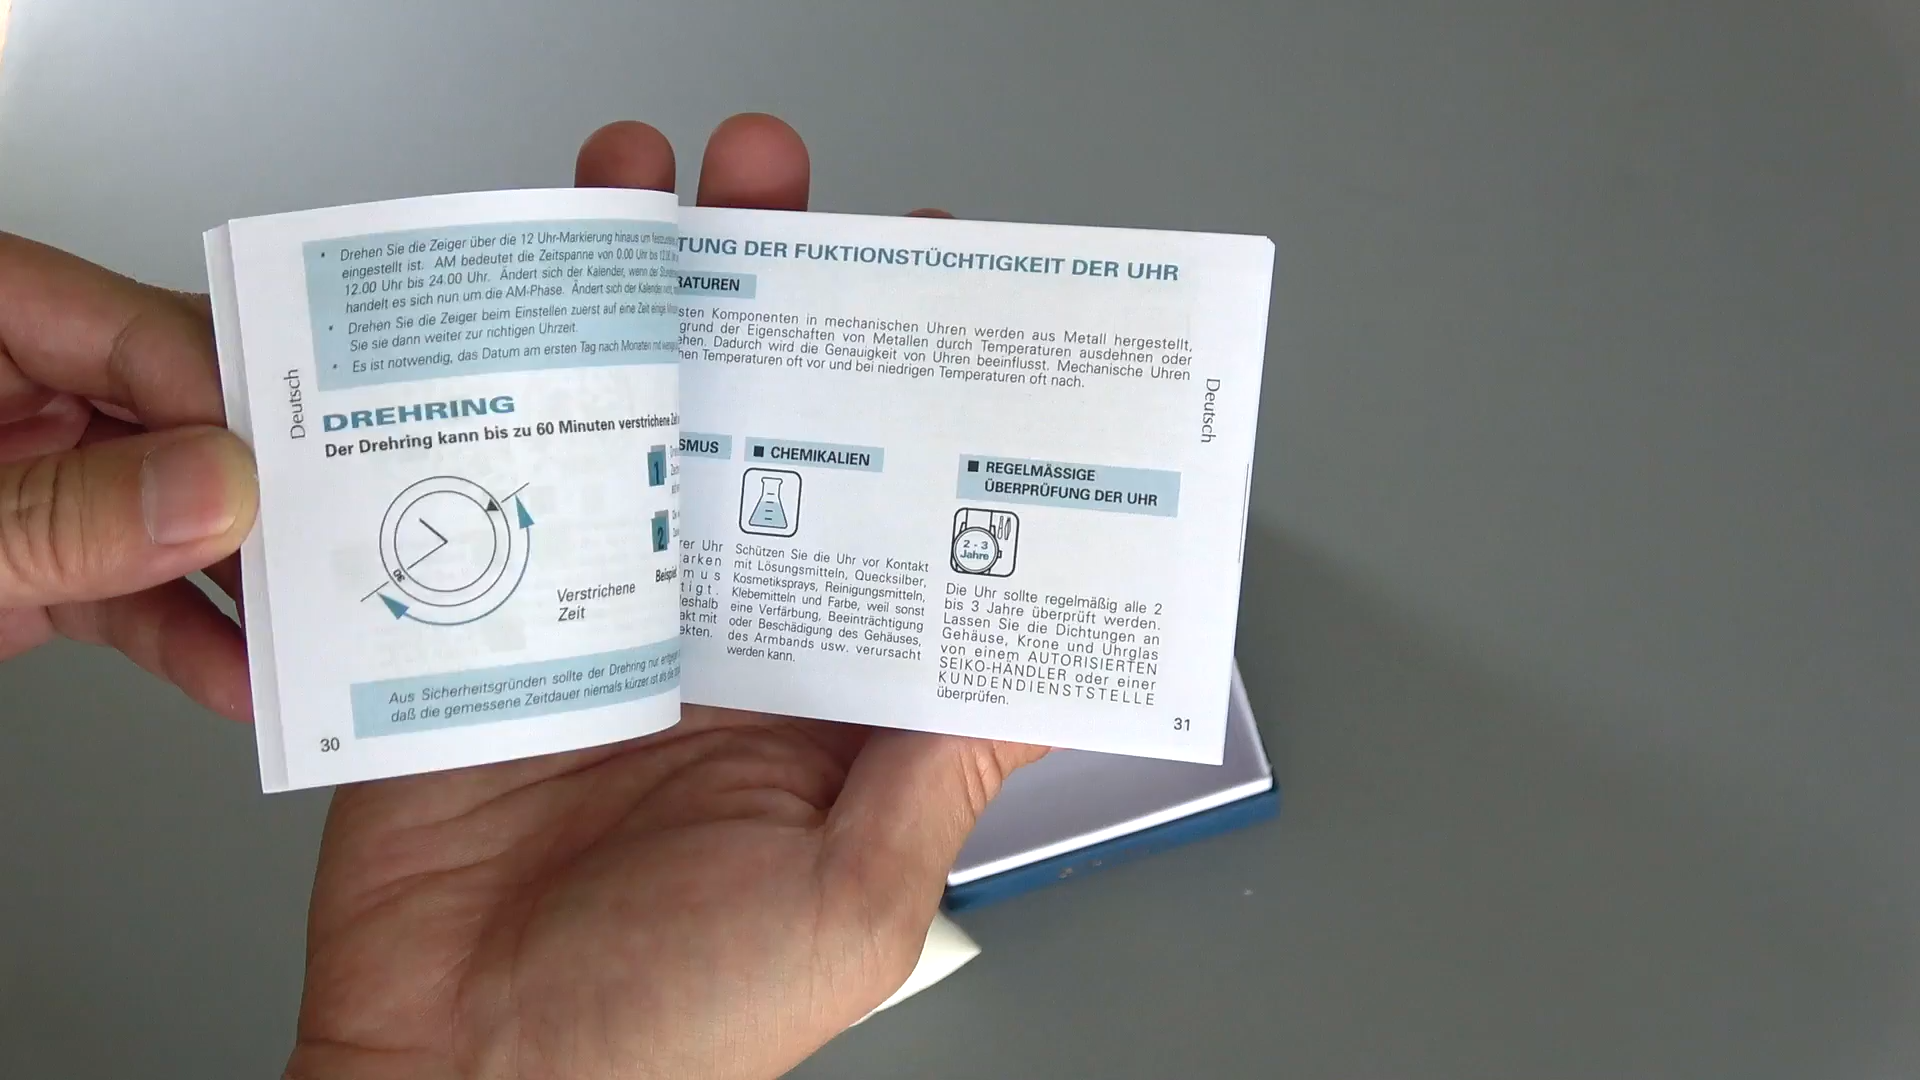 • Drehen Sie die Zeiger über die 12 Uhr-Markierung hinaus um
eingestellt ist. AM bedeutet die Zeitspanne von 0.00 Uhr bis
12.00 Uhr bis 24.00 Uhr. Ändert sich der Kalender, wenn
handelt es sich nun um die AM-Phase. Ändert sich der Kalender
• Drehen Sie die Zeiger beim Einstellen zuerst auf eine Zeit
Sie sie dann weiter zur richtigen Uhrzeit.
• Es ist notwendig, das Datum am ersten Tag nach Monaten mit
Deutsch
DREHRING
Der Drehring kann bis zu 60 Minuten verstrichene
1
2
30
Verstrichene
Zeit
Beispiel
Aus Sicherheitsgründen sollte der Drehring nur
daß die gemessene Zeitdauer niemals kürzer ist als
30
TUNG DER FUKTIONSTÜCHTIGKEIT DER UHR
RATUREN
sten Komponenten in mechanischen Uhren werden aus Metall hergestellt,
grund der Eigenschaften von Metallen durch Temperaturen ausdehnen oder
ehen. Dadurch wird die Genauigkeit von Uhren beeinflusst. Mechanische Uhren
hen Temperaturen oft vor und bei niedrigen Temperaturen oft nach.
Deutsch
SMUS
rer Uhr
arken
mus
tigt.
eshalb
akt mit
ekten.
■ CHEMIKALIEN
Schützen Sie die Uhr vor Kontakt
mit Lösungsmitteln, Quecksilber,
Kosmetiksprays, Reinigungsmitteln,
Klebemitteln und Farbe, weil sonst
eine Verfärbung, Beeinträchtigung
oder Beschädigung des Gehäuses,
des Armbands usw. verursacht
werden kann.
■ REGELMÄSSIGE
ÜBERPRÜFUNG DER UHR
2 - 3
Jahre
Die Uhr sollte regelmäßig alle 2
bis 3 Jahre überprüft werden.
Lassen Sie die Dichtungen an
Gehäuse, Krone und Uhrglas
von einem AUTORISIERTEN
SEIKO-HÄNDLER oder einer
KUNDENDIENSTSTELLE
überprüfen.
31